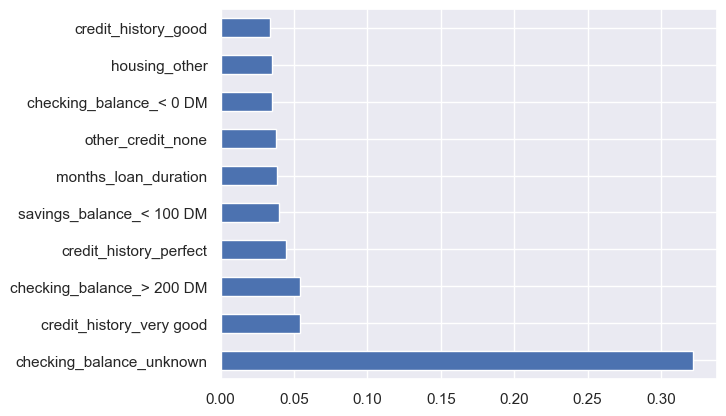 credit_history_good
housing_other
checking_balance_< 0 DM
other_credit_none
months_loan_duration
savings_balance_< 100 DM
credit_history_perfect
checking_balance_> 200 DM
credit_history_very good
checking_balance_unknown
0.00 0.05 0.10 0.15 0.20 0.25 0.30